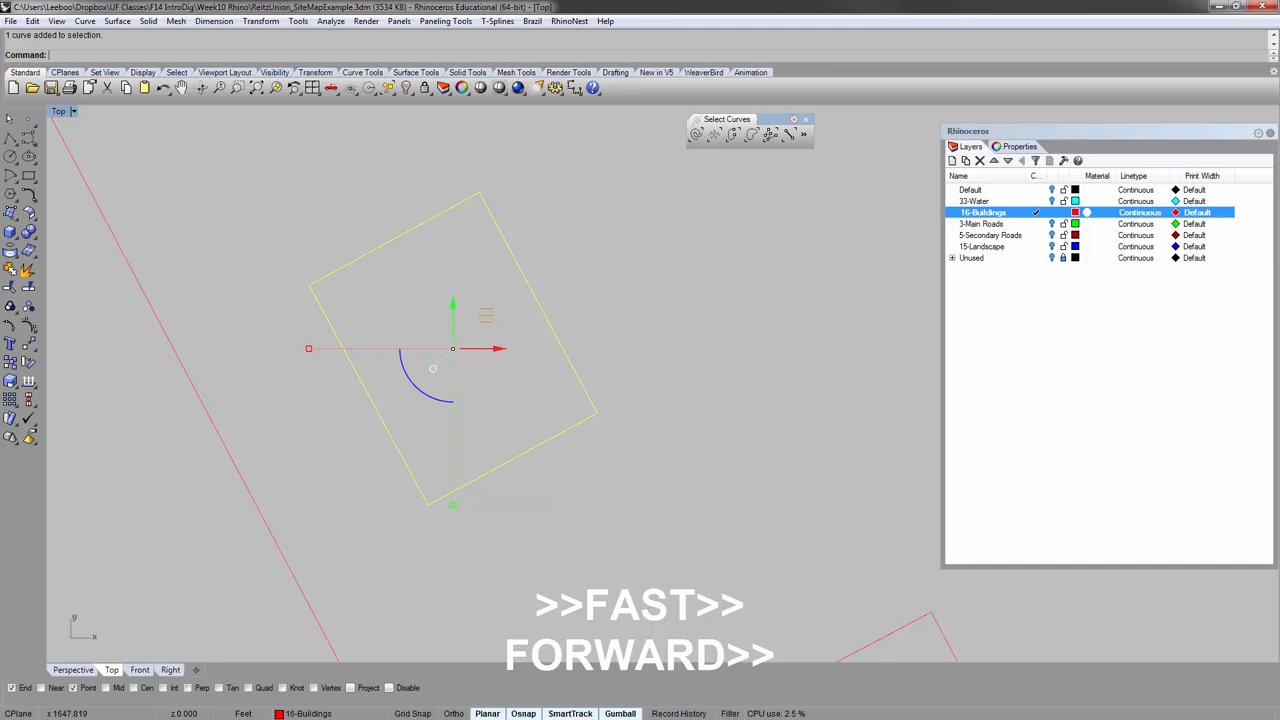 C:\Users\Leeboo\Dropbox\UF Classes\F14 IntroDig\Week10 Rhino\ReitzUnion_SiteMapExample.3dm (3534 KB) - Rhinoceros Educational (64-bit) - [Top]
File Edit View Curve Surface Solid Mesh Dimension Transform Tools Analyze Render Panels Paneling Tools T-Splines Brazil RhinoNest Help
1 curve added to selection.
Command:
Standard CPlanes Set View Display Select Viewport Layout Visibility Transform Curve Tools Surface Tools Solid Tools Mesh Tools Render Tools Drafting New in V5 WeaverBird Animation
Top
Select Curves
Rhinoceros
Layers Properties
Name C... Material Linetype Print Width
Default Continuous Default
33-Water Continuous Default
16-Buildings Continuous Default
3-Main Roads Continuous Default
5-Secondary Roads Continuous Default
15-Landscape Continuous Default
Unused Continuous Default
>>FAST>>
FORWARD>>
y
x
Perspective Top Front Right
End Near Point Mid Cen Int Perp Tan Quad Knot Vertex Project Disable
CPlane x 1647.819 z 0.000 Feet 16-Buildings Grid Snap Ortho Planar Osnap SmartTrack Gumball Record History Filter CPU use: 2.5 %